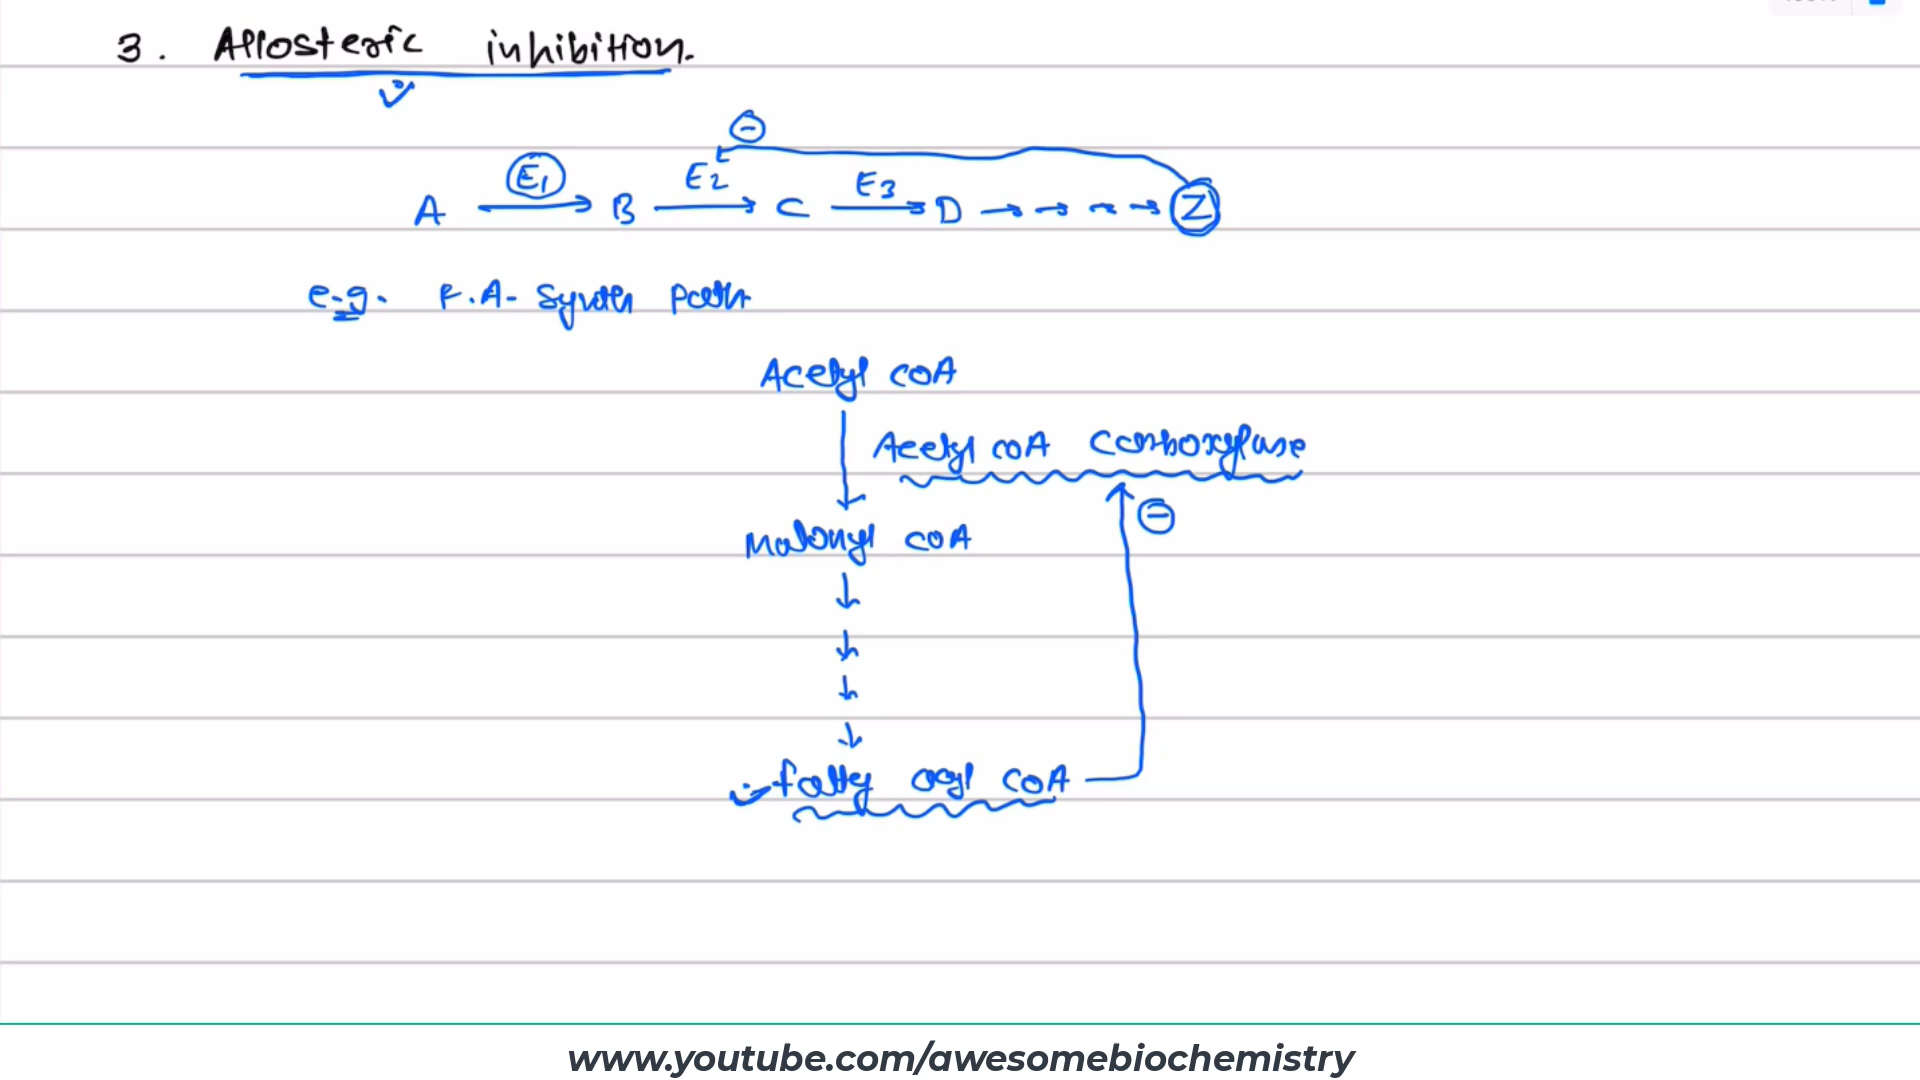 3. Allosteric inhibition.
⊖
A E1 → B E2 → C E3 → D → → → → Z
e.g. F.A. Synth Path
Acetyl CoA
Acetyl CoA Carboxylase
⊖
Malonyl CoA
Fatty acyl CoA
www.youtube.com/awesomebiochemistry